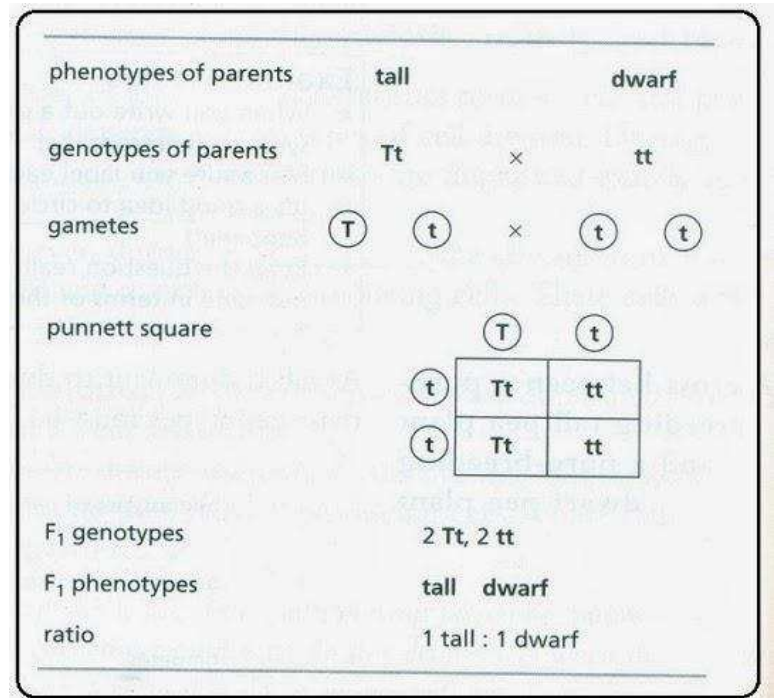 phenotypes of parents tall dwarf
genotypes of parents Tt × tt
gametes T t × t t
punnett square
T t
t Tt tt
t Tt tt
F₁ genotypes 2 Tt, 2 tt
F₁ phenotypes tall dwarf
ratio 1 tall : 1 dwarf